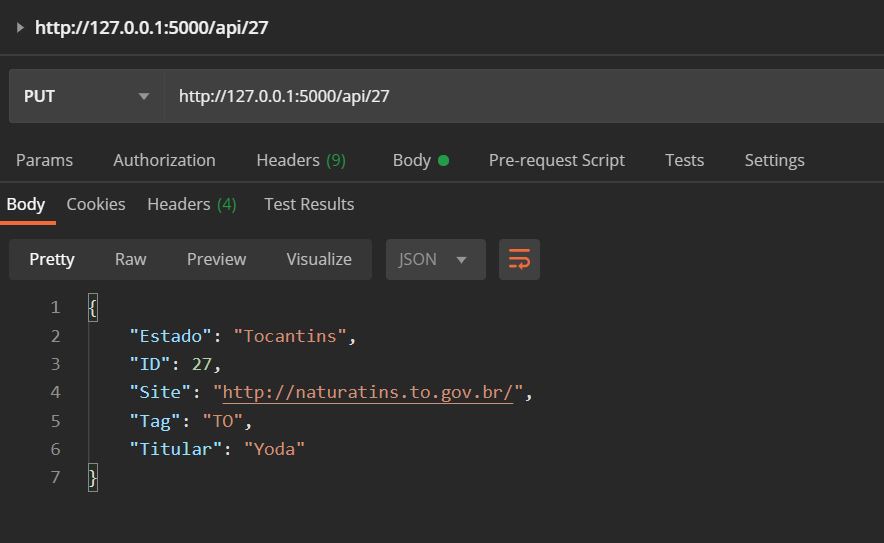 http://127.0.0.1:5000/api/27
PUT http://127.0.0.1:5000/api/27
Params Authorization Headers (9) Body Pre-request Script Tests Settings
Body Cookies Headers (4) Test Results
Pretty Raw Preview Visualize JSON
1 {
2 "Estado": "Tocantins",
3 "ID": 27,
4 "Site": "http://naturatins.to.gov.br/",
5 "Tag": "TO",
6 "Titular": "Yoda"
7 }